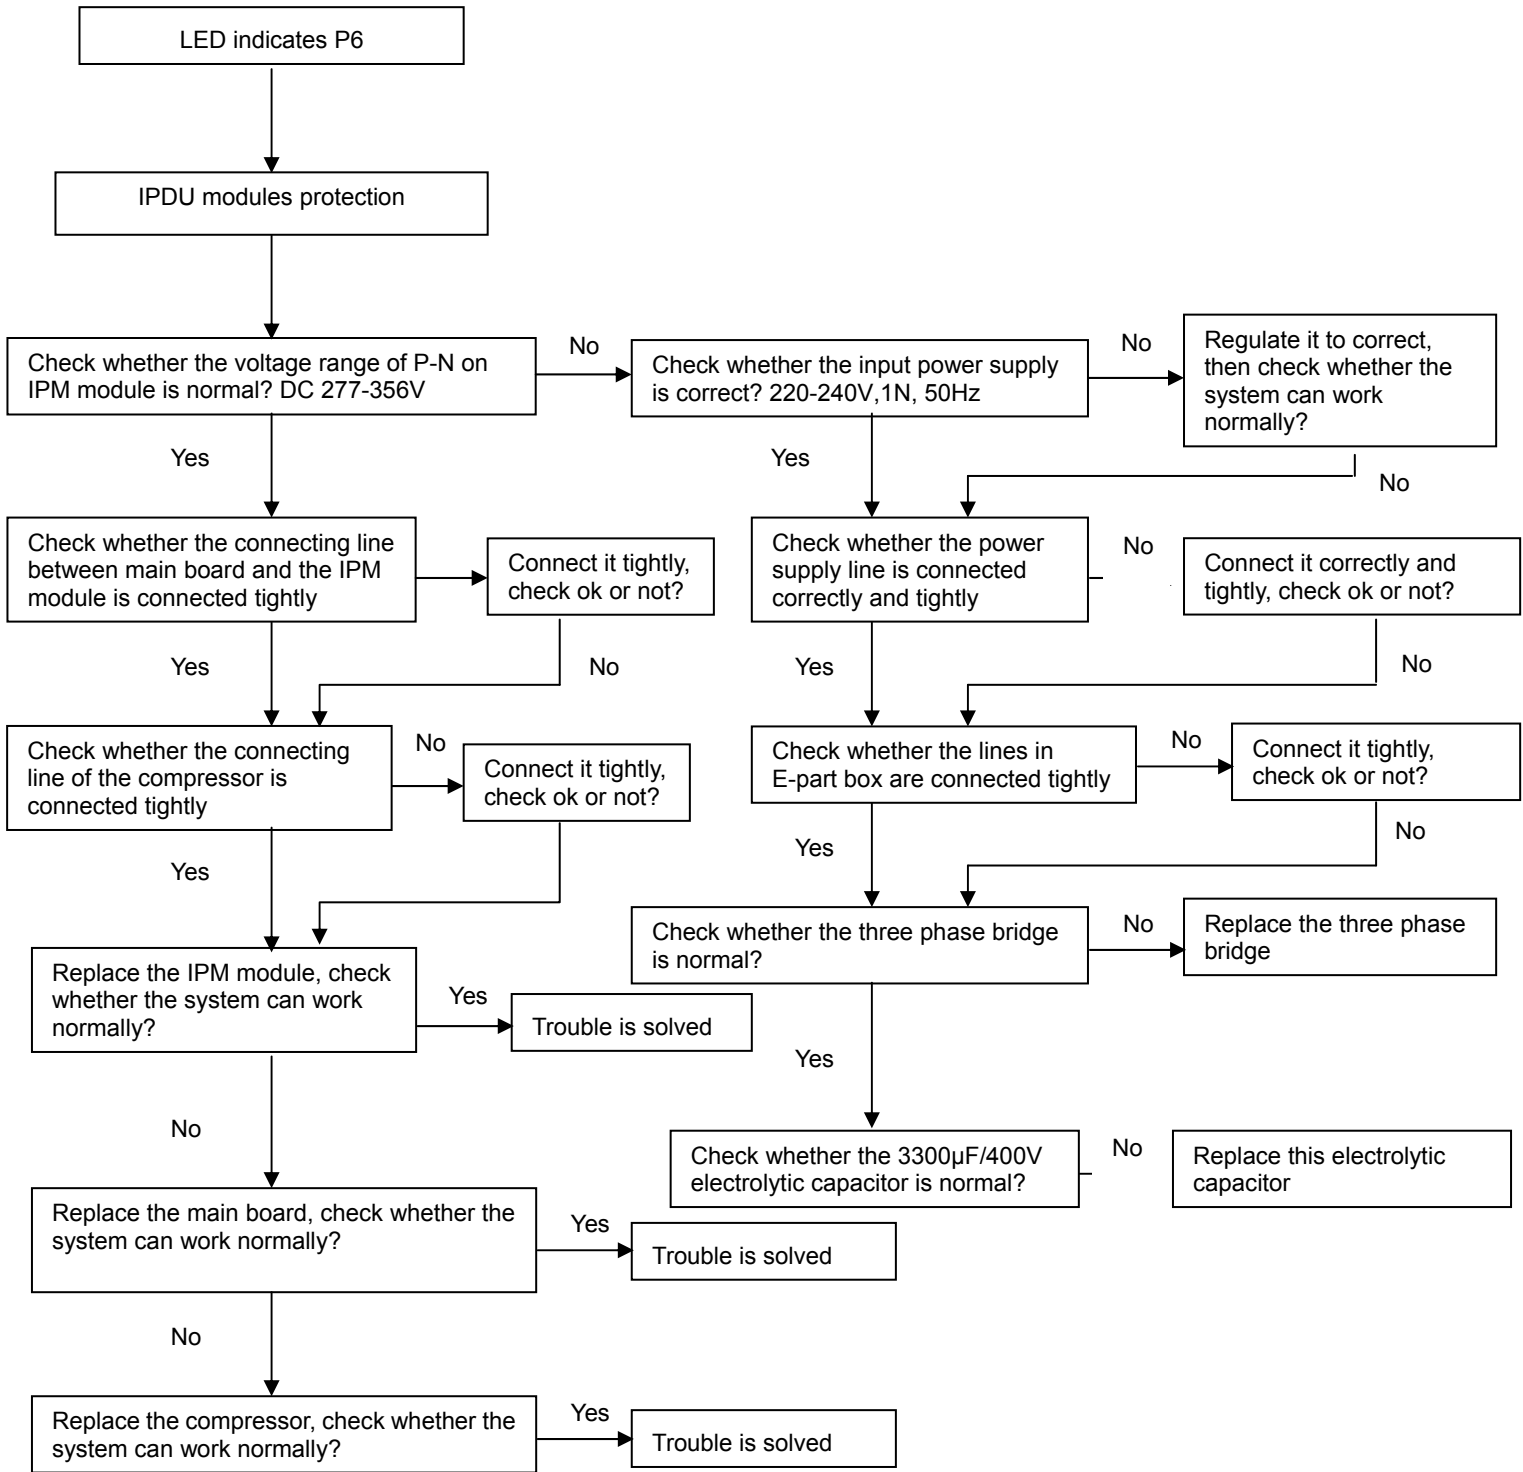 LED indicates P6
IPDU modules protection
Check whether the voltage range of P-N on
IPM module is normal? DC 277-356V
No
Check whether the input power supply
is correct? 220-240V,1N, 50Hz
No
Regulate it to correct,
then check whether the
system can work
normally?
Yes
Yes
No
Check whether the connecting line
between main board and the IPM
module is connected tightly
Connect it tightly,
check ok or not?
Check whether the power
supply line is connected
correctly and tightly
No
Connect it correctly and
tightly, check ok or not?
Yes
No
Yes
No
Check whether the connecting
line of the compressor is
connected tightly
No
Connect it tightly,
check ok or not?
Check whether the lines in
E-part box are connected tightly
No
Connect it tightly,
check ok or not?
Yes
Yes
No
Replace the IPM module, check
whether the system can work
normally?
Yes
Trouble is solved
Check whether the three phase bridge
is normal?
No
Replace the three phase
bridge
No
Yes
Check whether the 3300µF/400V
electrolytic capacitor is normal?
No
Replace this electrolytic
capacitor
Replace the main board, check whether the
system can work normally?
Yes
Trouble is solved
No
Replace the compressor, check whether the
system can work normally?
Yes
Trouble is solved